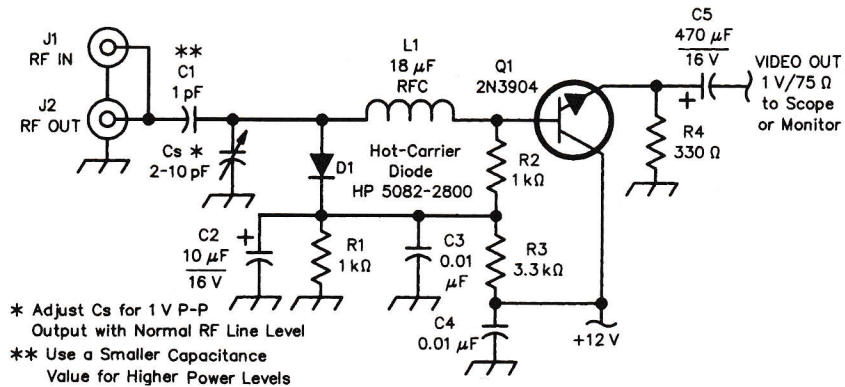 J1
RF IN
J2
RF OUT
**
C1
1 pF
Cs *
2-10 pF
L1
18 μF
RFC
Q1
2N3904
C5
470 μF
16 V
VIDEO OUT
1 V/75 Ω
to Scope
or Monitor
+
R4
330 Ω
D1
Hot-Carrier
Diode
HP 5082-2800
R2
1 kΩ
C2
10 μF
16 V
+
R1
1 kΩ
C3
0.01
μF
R3
3.3 kΩ
C4
0.01 μF
+12 V
* Adjust Cs for 1 V P-P
Output with Normal RF Line Level
** Use a Smaller Capacitance
Value for Higher Power Levels